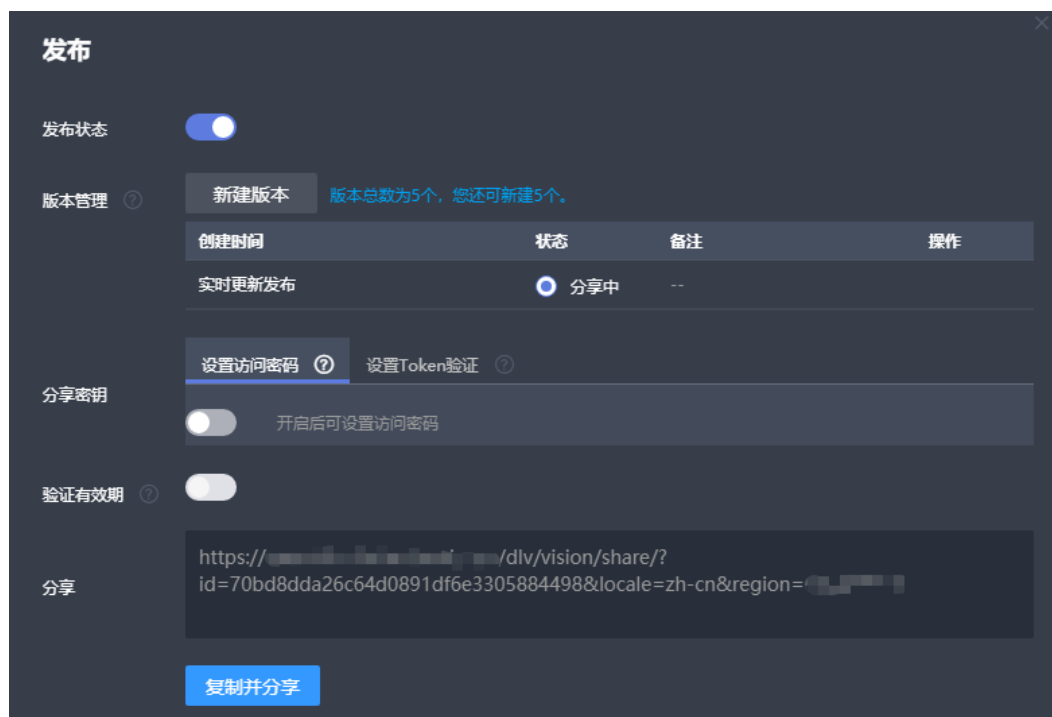 发布
发布状态
版本管理 ? 新建版本 版本总数为5个，您还可新建5个。
创建时间 状态 备注 操作
实时更新发布 分享中 --
设置访问密码 ? 设置Token验证 ?
分享密钥
开启后可设置访问密码
验证有效期 ?
https:// /dlv/vision/share/?
id=70bd8dda26c64d0891df6e3305884498&locale=zh-cn&region=
分享
复制并分享